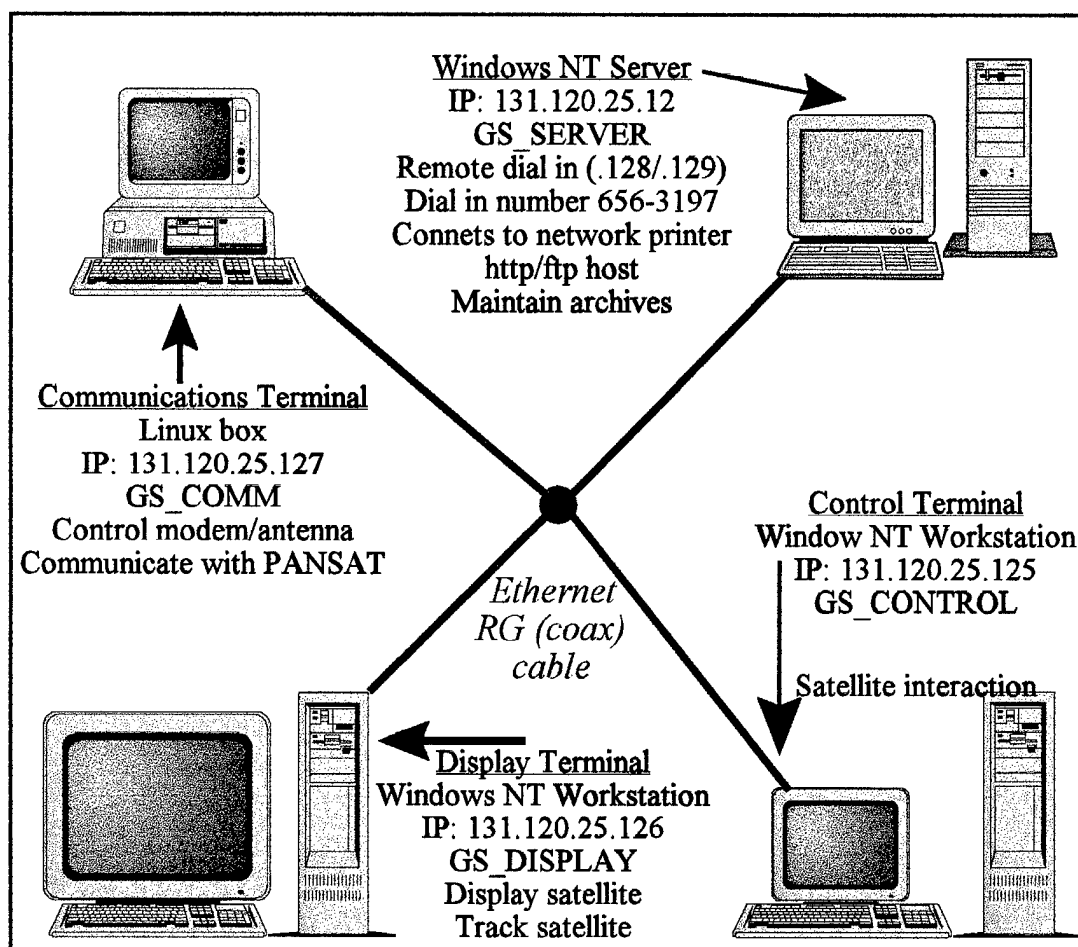 Windows NT Server
IP: 131.120.25.12
GS_SERVER
Remote dial in (.128/.129)
Dial in number 656-3197
Connets to network printer
http/ftp host
Maintain archives
Communications Terminal
Linux box
IP: 131.120.25.127
GS_COMM
Control modem/antenna
Communicate with PANSAT
Control Terminal
Window NT Workstation
IP: 131.120.25.125
GS_CONTROL
Satellite interaction
Ethernet
RG (coax)
cable
Display Terminal
Windows NT Workstation
IP: 131.120.25.126
GS_DISPLAY
Display satellite
Track satellite